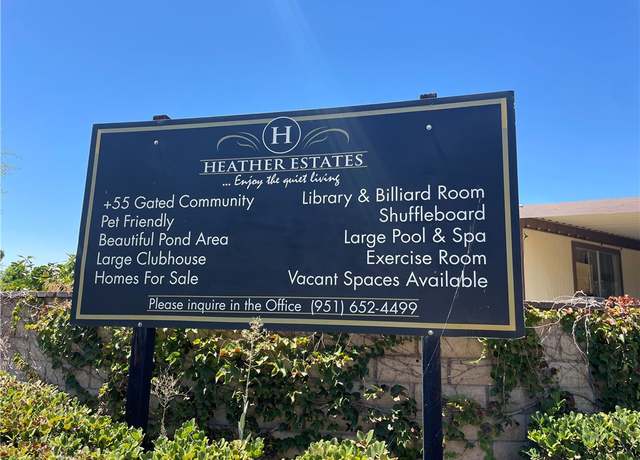 H
HEATHER ESTATES
... Enjoy the quiet living
+55 Gated Community
Pet Friendly
Beautiful Pond Area
Large Clubhouse
Homes For Sale
Library & Billiard Room
Shuffleboard
Large Pool & Spa
Exercise Room
Vacant Spaces Available
Please inquire in the Office (951) 652-4499